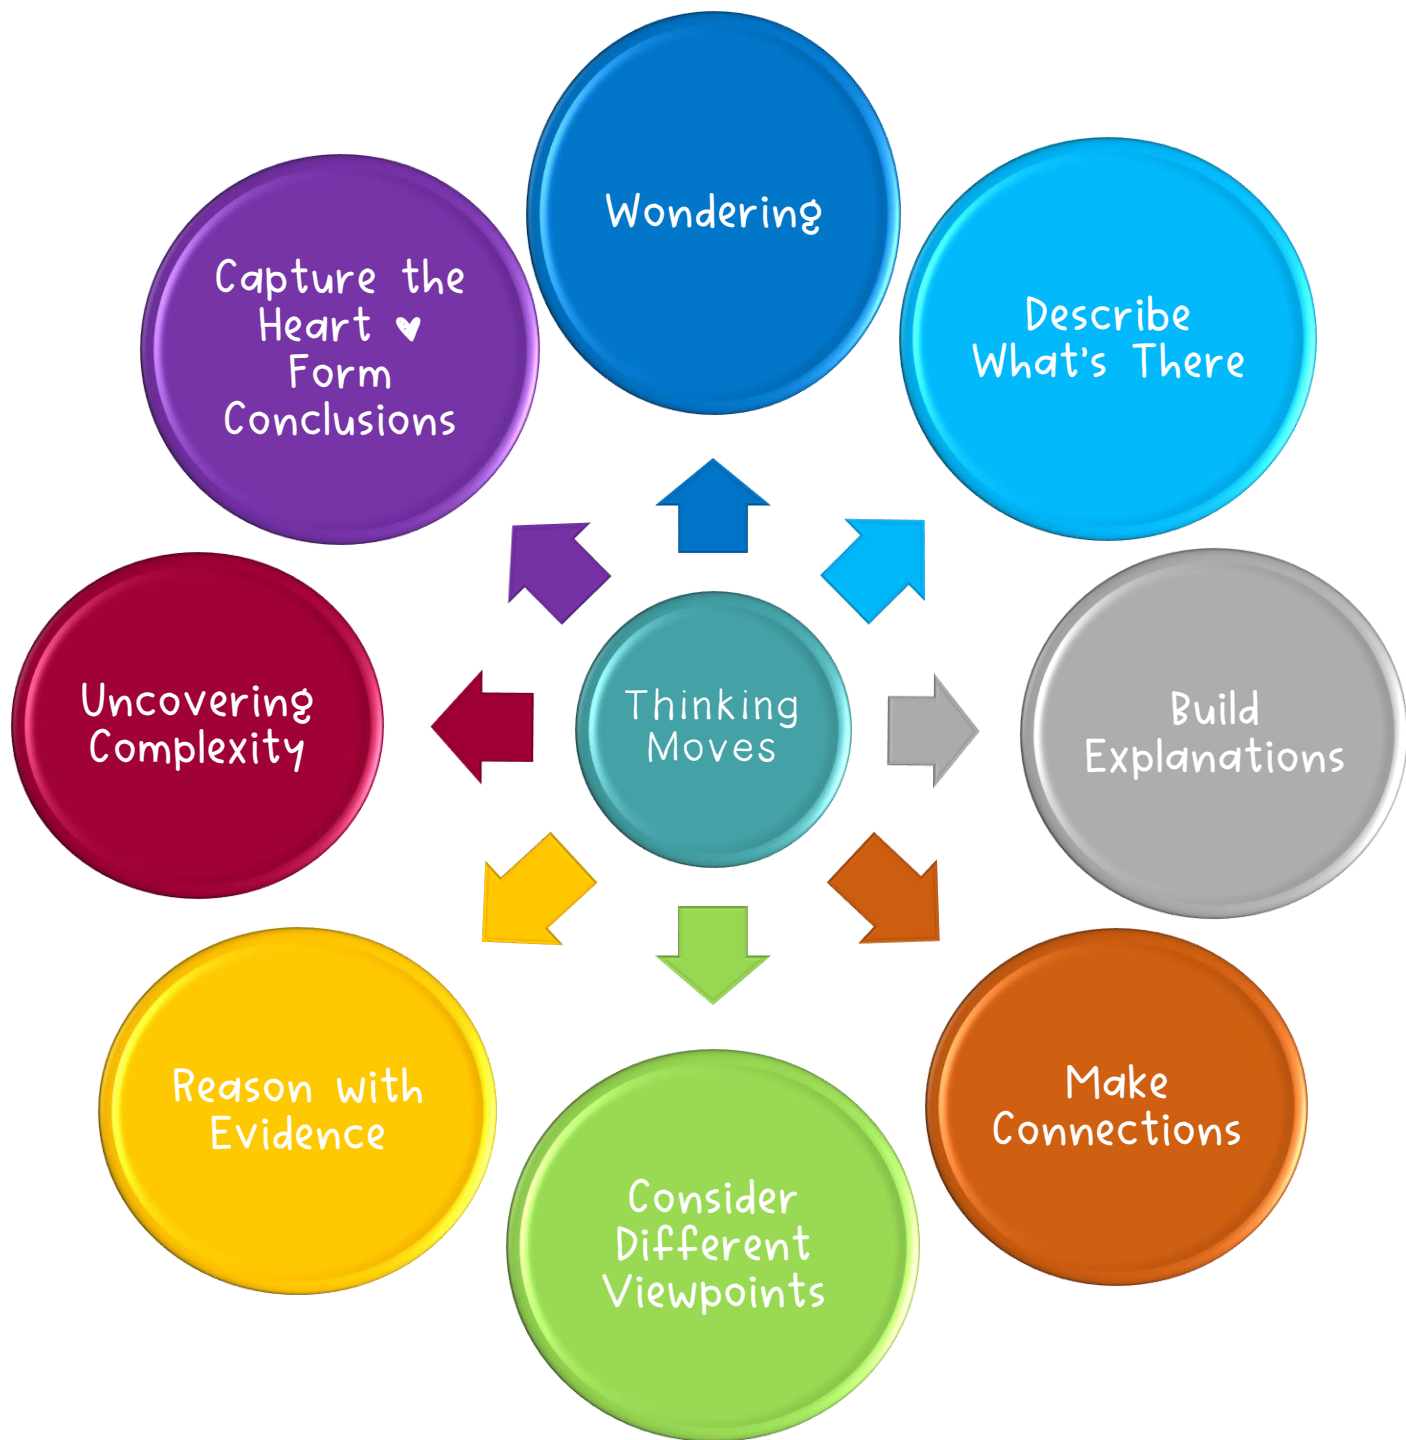 Wondering
Describe
What's There
Build
Explanations
Make
Connections
Consider
Different
Viewpoints
Reason with
Evidence
Uncovering
Complexity
Capture the
Heart ♥
Form
Conclusions
Thinking
Moves